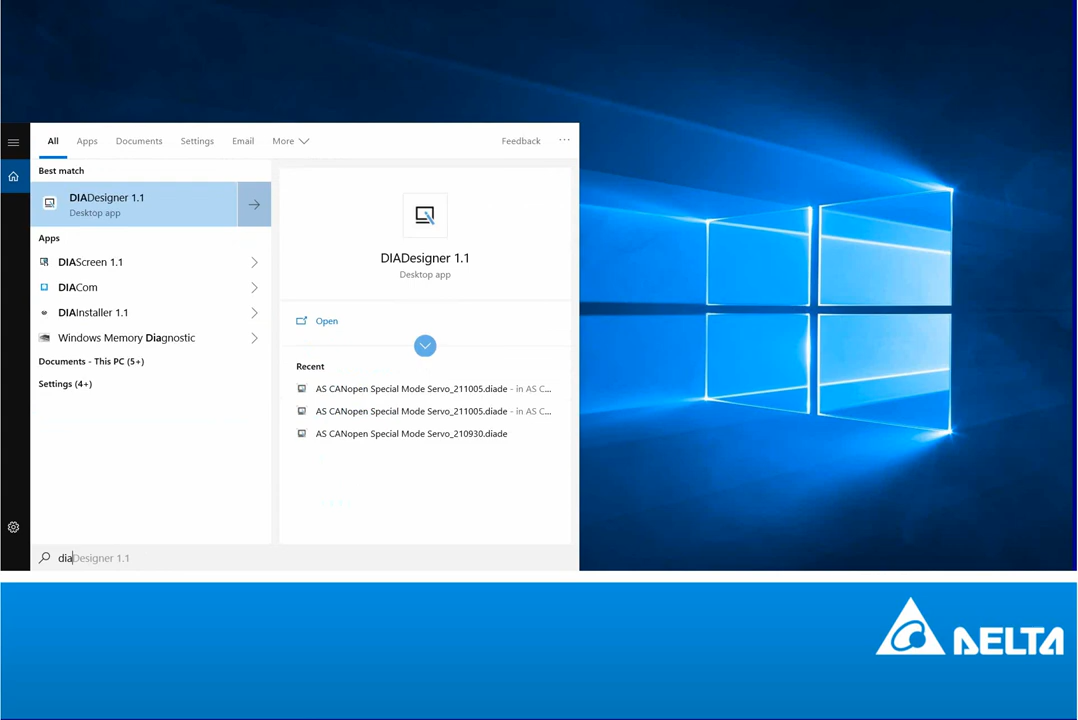 All Apps Documents Settings Email More Feedback ...
Best match
DIADesigner 1.1
Desktop app
Apps
DIAScreen 1.1
DIACom
DIAInstaller 1.1
Windows Memory Diagnostic
Documents - This PC (5+)
Settings (4+)
diaDesigner 1.1
DIADesigner 1.1
Desktop app
Open
Recent
AS CANopen Special Mode Servo_211005.diade - in AS C...
AS CANopen Special Mode Servo_211005.diade - in AS C...
AS CANopen Special Mode Servo_210930.diade
DELTA